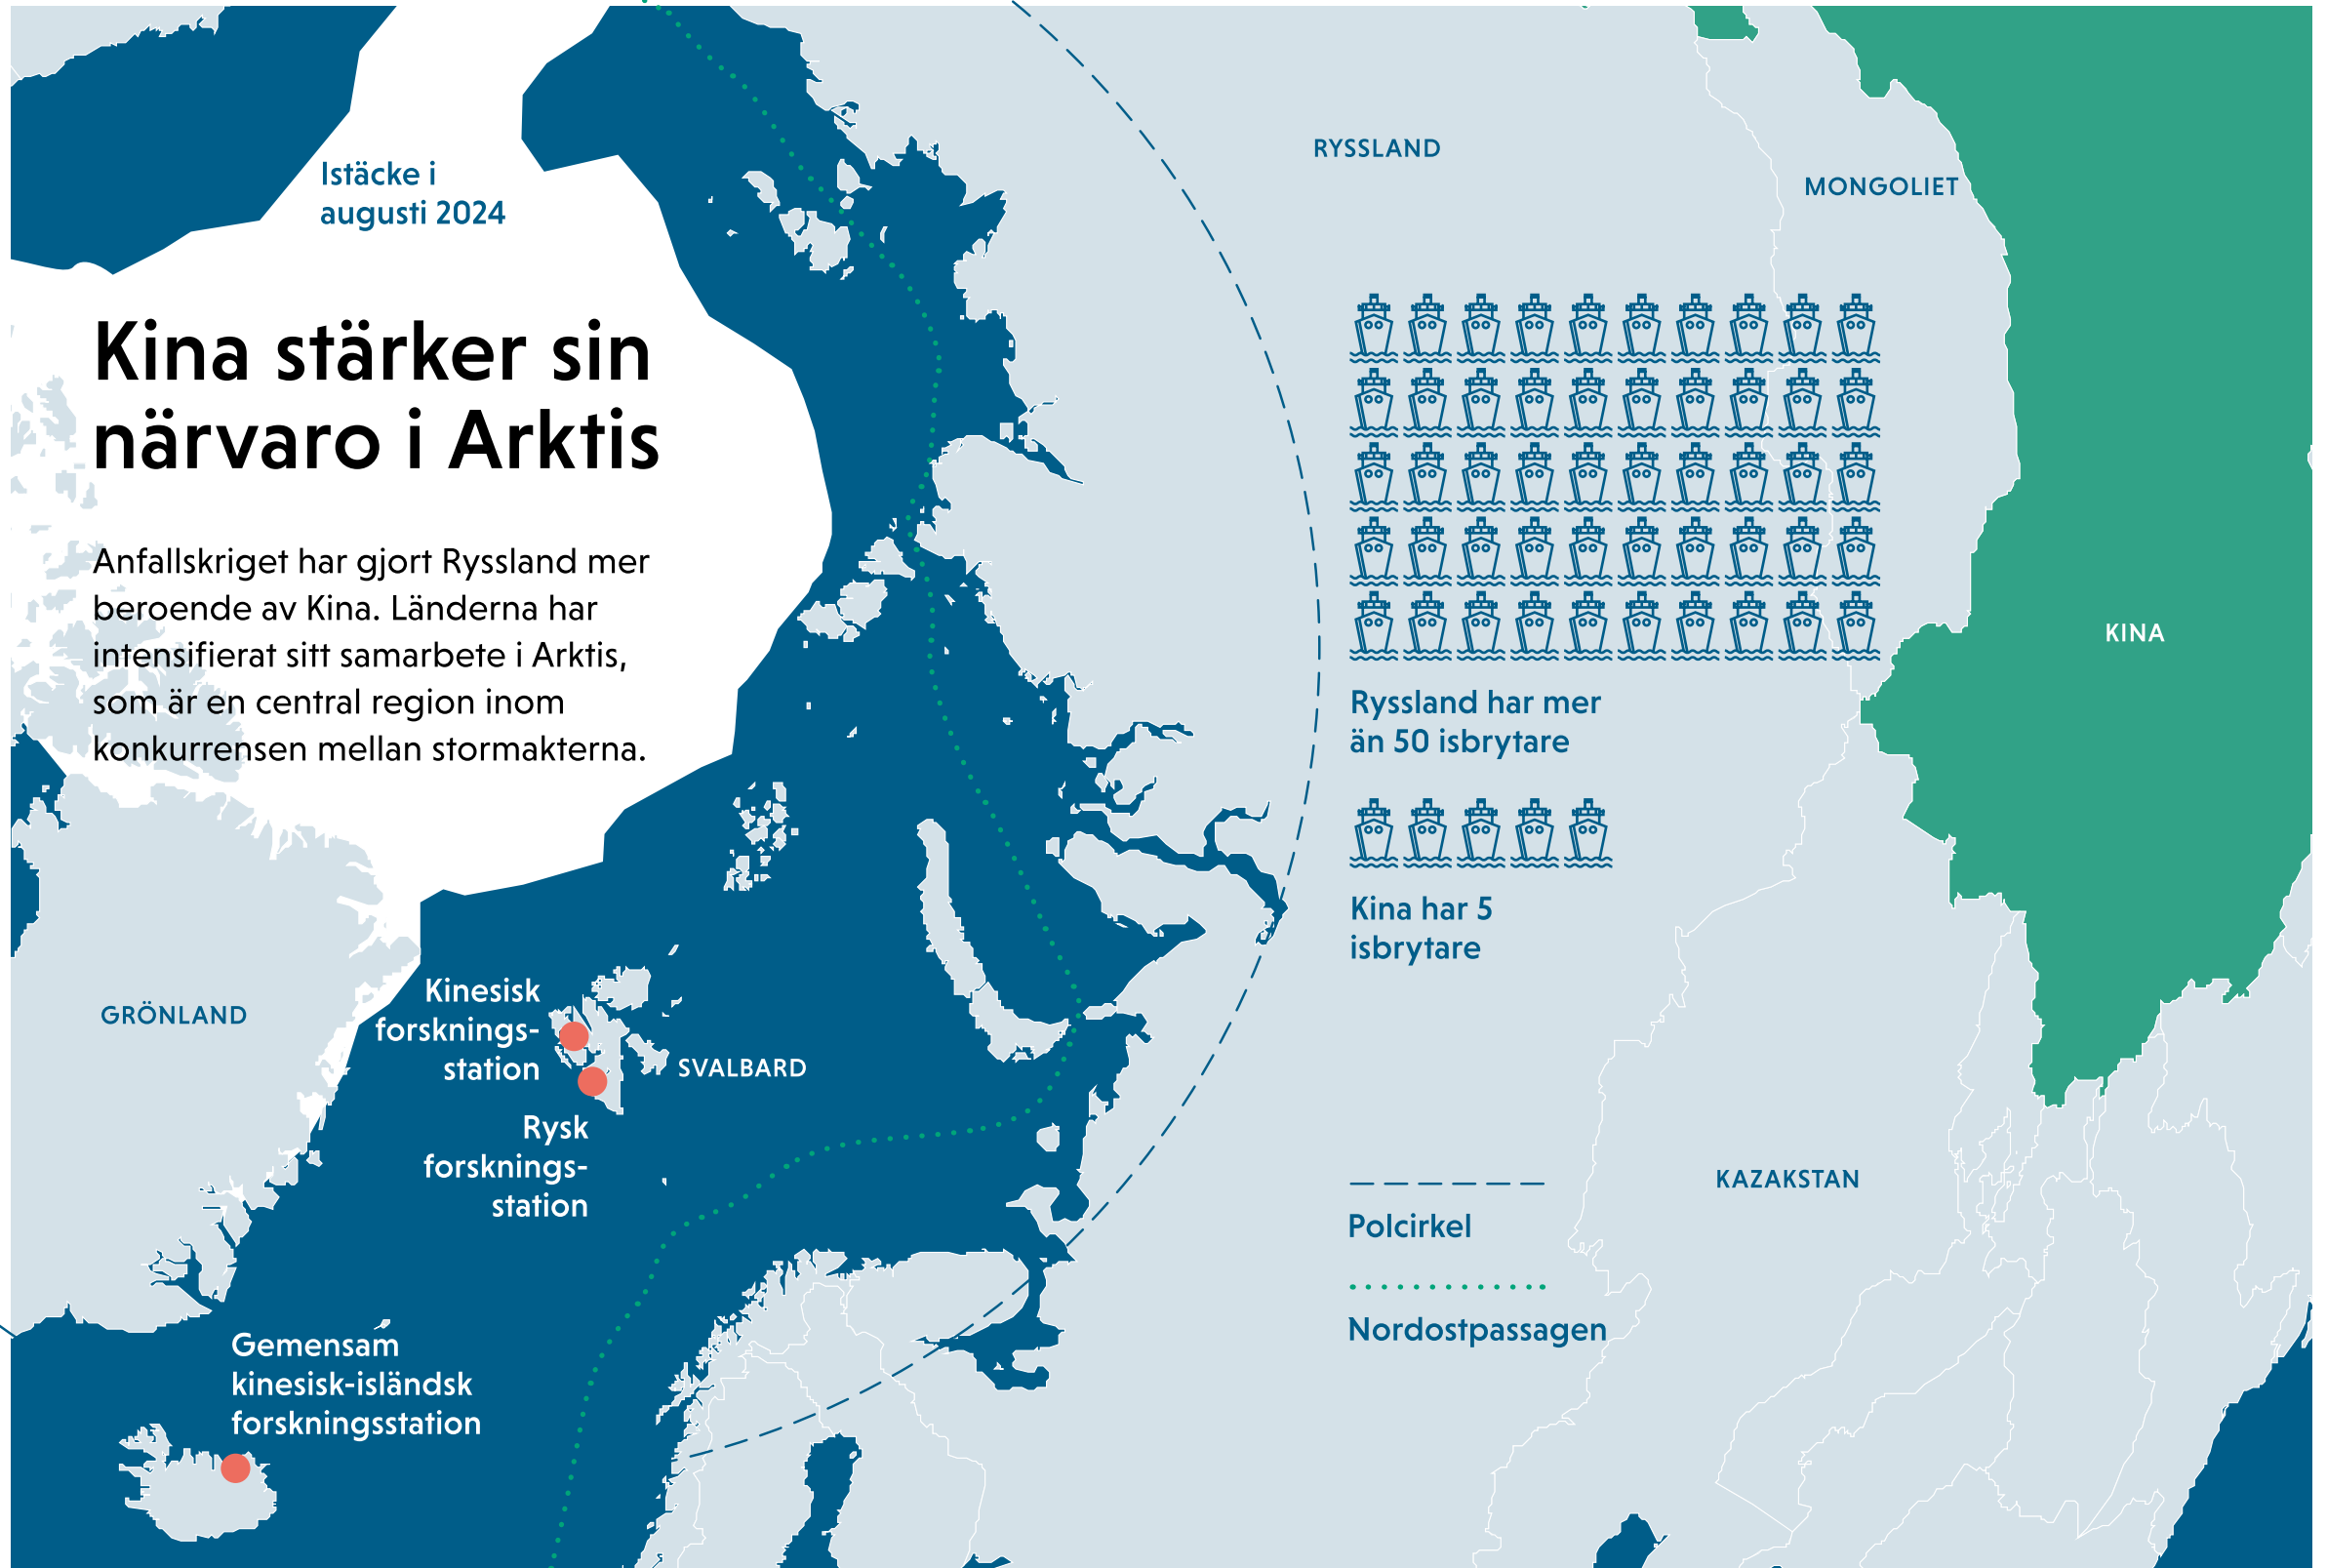 Istäcke i
augusti 2024
RYSSLAND
MONGOLIET
Kina stärker sin
närvaro i Arktis
Anfallskriget har gjort Ryssland mer
beroende av Kina. Länderna har
intensifierat sitt samarbete i Arktis,
som är en central region inom
konkurrensen mellan stormakterna.
KINA
Ryssland har mer
än 50 isbrytare
Kina har 5
isbrytare
GRÖNLAND
Kinesisk
forsknings-
station
SVALBARD
Rysk
forsknings-
station
KAZAKSTAN
Polcirkel
Nordostpassagen
Gemensam
kinesisk-isländsk
forskningsstation